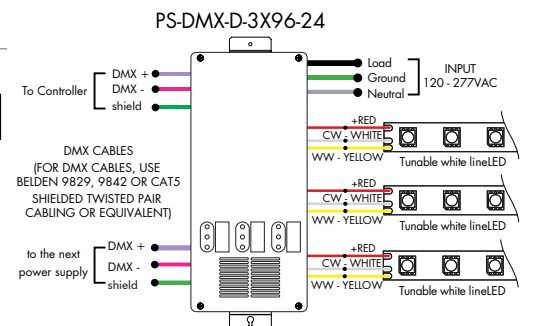 PS-DMX-D-3X96-24
To Controller
DMX +
DMX -
shield
DMX CABLES
(FOR DMX CABLES, USE
BELDEN 9829, 9842 OR CAT5
SHIELDED TWISTED PAIR
CABLING OR EQUIVALENT)
to the next
power supply
DMX +
DMX -
shield
Load
Ground
Neutral
INPUT
120 - 277VAC
+RED
CW - WHITE
WW - YELLOW
Tunable white lineLED
+RED
CW - WHITE
WW - YELLOW
Tunable white lineLED
+RED
CW - WHITE
WW - YELLOW
Tunable white lineLED